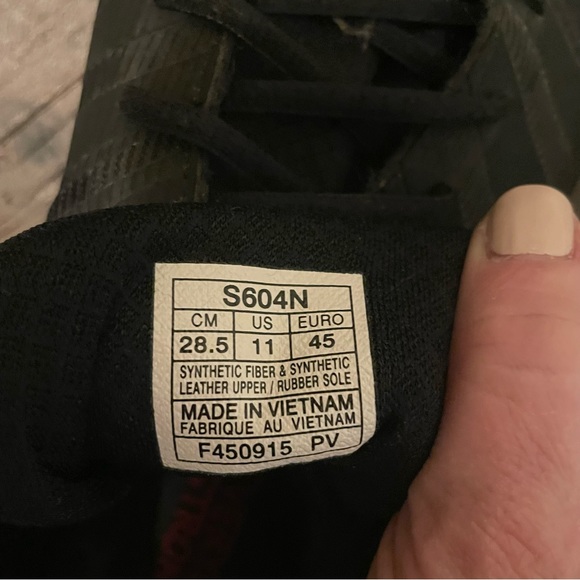 S604N
CM US EURO
28.5 11 45
SYNTHETIC FIBER & SYNTHETIC
LEATHER UPPER / RUBBER SOLE
MADE IN VIETNAM
FABRIQUE AU VIETNAM
F450915 PV